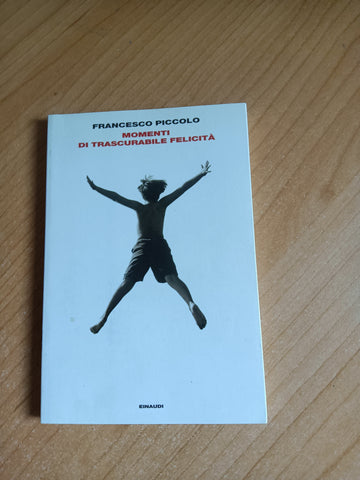 FRANCESCO PICCOLO
MOMENTI
DI TRASCURABILE FELICITÀ
EINAUDI